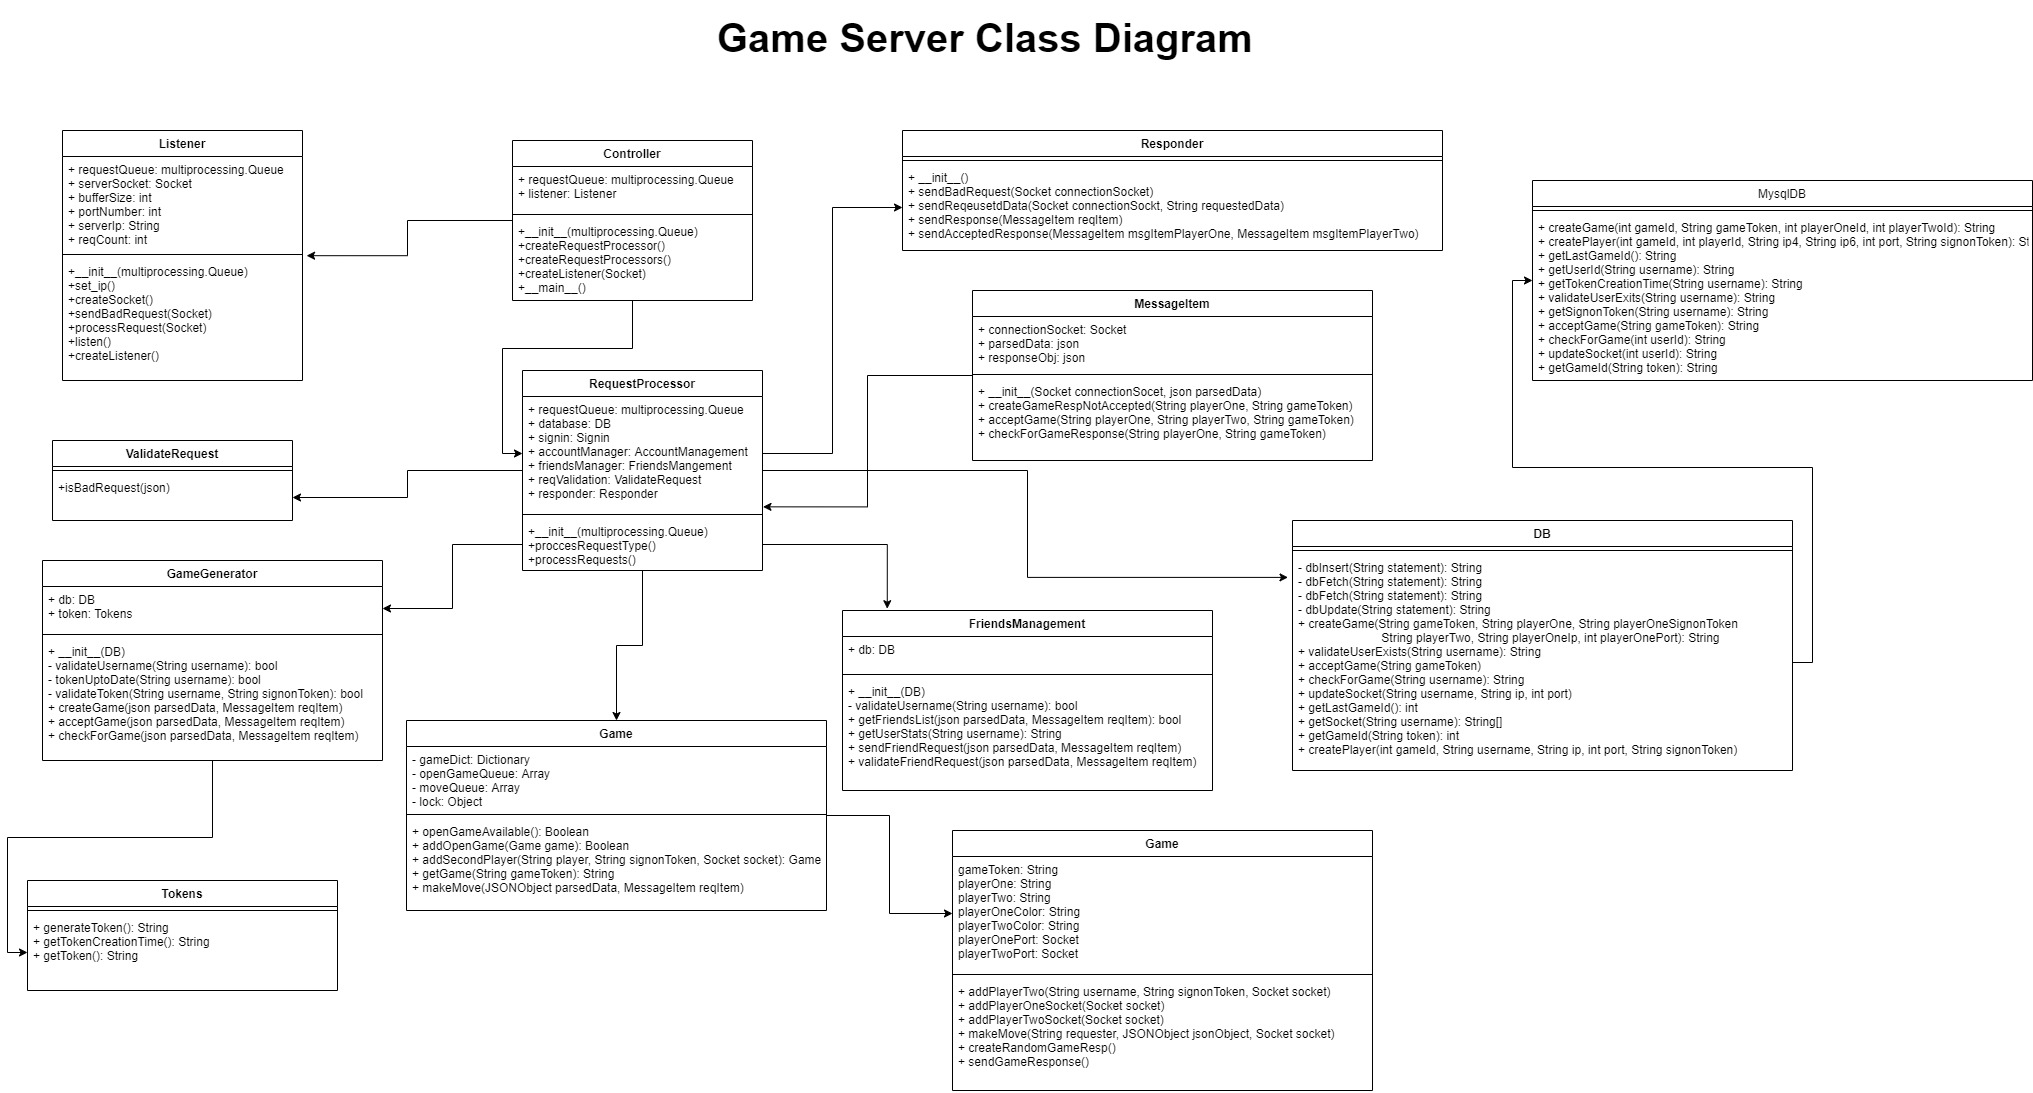 Game Server Class Diagram
Listener
+ requestQueue: multiprocessing.Queue
+ serverSocket: Socket
+ bufferSize: int
+ portNumber: int
+ serverIp: String
+ reqCount: int
+__init__(multiprocessing.Queue)
+set_ip()
+createSocket()
+sendBadRequest(Socket)
+processRequest(Socket)
+listen()
+createListener()
Controller
+ requestQueue: multiprocessing.Queue
+ listener: Listener
+__init__(multiprocessing.Queue)
+createRequestProcessor()
+createRequestProcessors()
+createListener(Socket)
+__main__()
Responder
+ __init__()
+ sendBadRequest(Socket connectionSocket)
+ sendReqeusetdData(Socket connectionSockt, String requestedData)
+ sendResponse(MessageItem reqItem)
+ sendAcceptedResponse(MessageItem msgItemPlayerOne, MessageItem msgItemPlayerTwo)
MysqlDB
+ createGame(int gameId, String gameToken, int playerOneId, int playerTwoId): String
+ createPlayer(int gameId, int playerId, String ip4, String ip6, int port, String signonToken): St
+ getLastGameId(): String
+ getUserId(String username): String
+ getTokenCreationTime(String username): String
+ validateUserExits(String username): String
+ getSignonToken(String username): String
+ acceptGame(String gameToken): String
+ checkForGame(int userId): String
+ updateSocket(int userId): String
+ getGameId(String token): String
MessageItem
+ connectionSocket: Socket
+ parsedData: json
+ responseObj: json
+ __init__(Socket connectionSocet, json parsedData)
+ createGameRespNotAccepted(String playerOne, String gameToken)
+ acceptGame(String playerOne, String playerTwo, String gameToken)
+ checkForGameResponse(String playerOne, String gameToken)
RequestProcessor
+ requestQueue: multiprocessing.Queue
+ database: DB
+ signin: Signin
+ accountManager: AccountManagement
+ friendsManager: FriendsMangement
+ reqValidation: ValidateRequest
+ responder: Responder
+__init__(multiprocessing.Queue)
+proccesRequestType()
+processRequests()
ValidateRequest
+isBadRequest(json)
GameGenerator
+ db: DB
+ token: Tokens
+ __init__(DB)
- validateUsername(String username): bool
- tokenUptoDate(String username): bool
- validateToken(String username, String signonToken): bool
+ createGame(json parsedData, MessageItem reqItem)
+ acceptGame(json parsedData, MessageItem reqItem)
+ checkForGame(json parsedData, MessageItem reqItem)
DB
- dbInsert(String statement): String
- dbFetch(String statement): String
- dbFetch(String statement): String
- dbUpdate(String statement): String
+ createGame(String gameToken, String playerOne, String playerOneSignonToken
String playerTwo, String playerOneIp, int playerOnePort): String
+ validateUserExists(String username): String
+ acceptGame(String gameToken)
+ checkForGame(String username): String
+ updateSocket(String username, String ip, int port)
+ getLastGameId(): int
+ getSocket(String username): String[]
+ getGameId(String token): int
+ createPlayer(int gameId, String username, String ip, int port, String signonToken)
FriendsManagement
+ db: DB
+ __init__(DB)
- validateUsername(String username): bool
+ getFriendsList(json parsedData, MessageItem reqItem): bool
+ getUserStats(String username): String
+ sendFriendRequest(json parsedData, MessageItem reqItem)
+ validateFriendRequest(json parsedData, MessageItem reqItem)
Game
- gameDict: Dictionary
- openGameQueue: Array
- moveQueue: Array
- lock: Object
+ openGameAvailable(): Boolean
+ addOpenGame(Game game): Boolean
+ addSecondPlayer(String player, String signonToken, Socket socket): Game
+ getGame(String gameToken): String
+ makeMove(JSONObject parsedData, MessageItem reqItem)
Game
gameToken: String
playerOne: String
playerTwo: String
playerOneColor: String
playerTwoColor: String
playerOnePort: Socket
playerTwoPort: Socket
+ addPlayerTwo(String username, String signonToken, Socket socket)
+ addPlayerOneSocket(Socket socket)
+ addPlayerTwoSocket(Socket socket)
+ makeMove(String requester, JSONObject jsonObject, Socket socket)
+ createRandomGameResp()
+ sendGameResponse()
Tokens
+ generateToken(): String
+ getTokenCreationTime(): String
+ getToken(): String